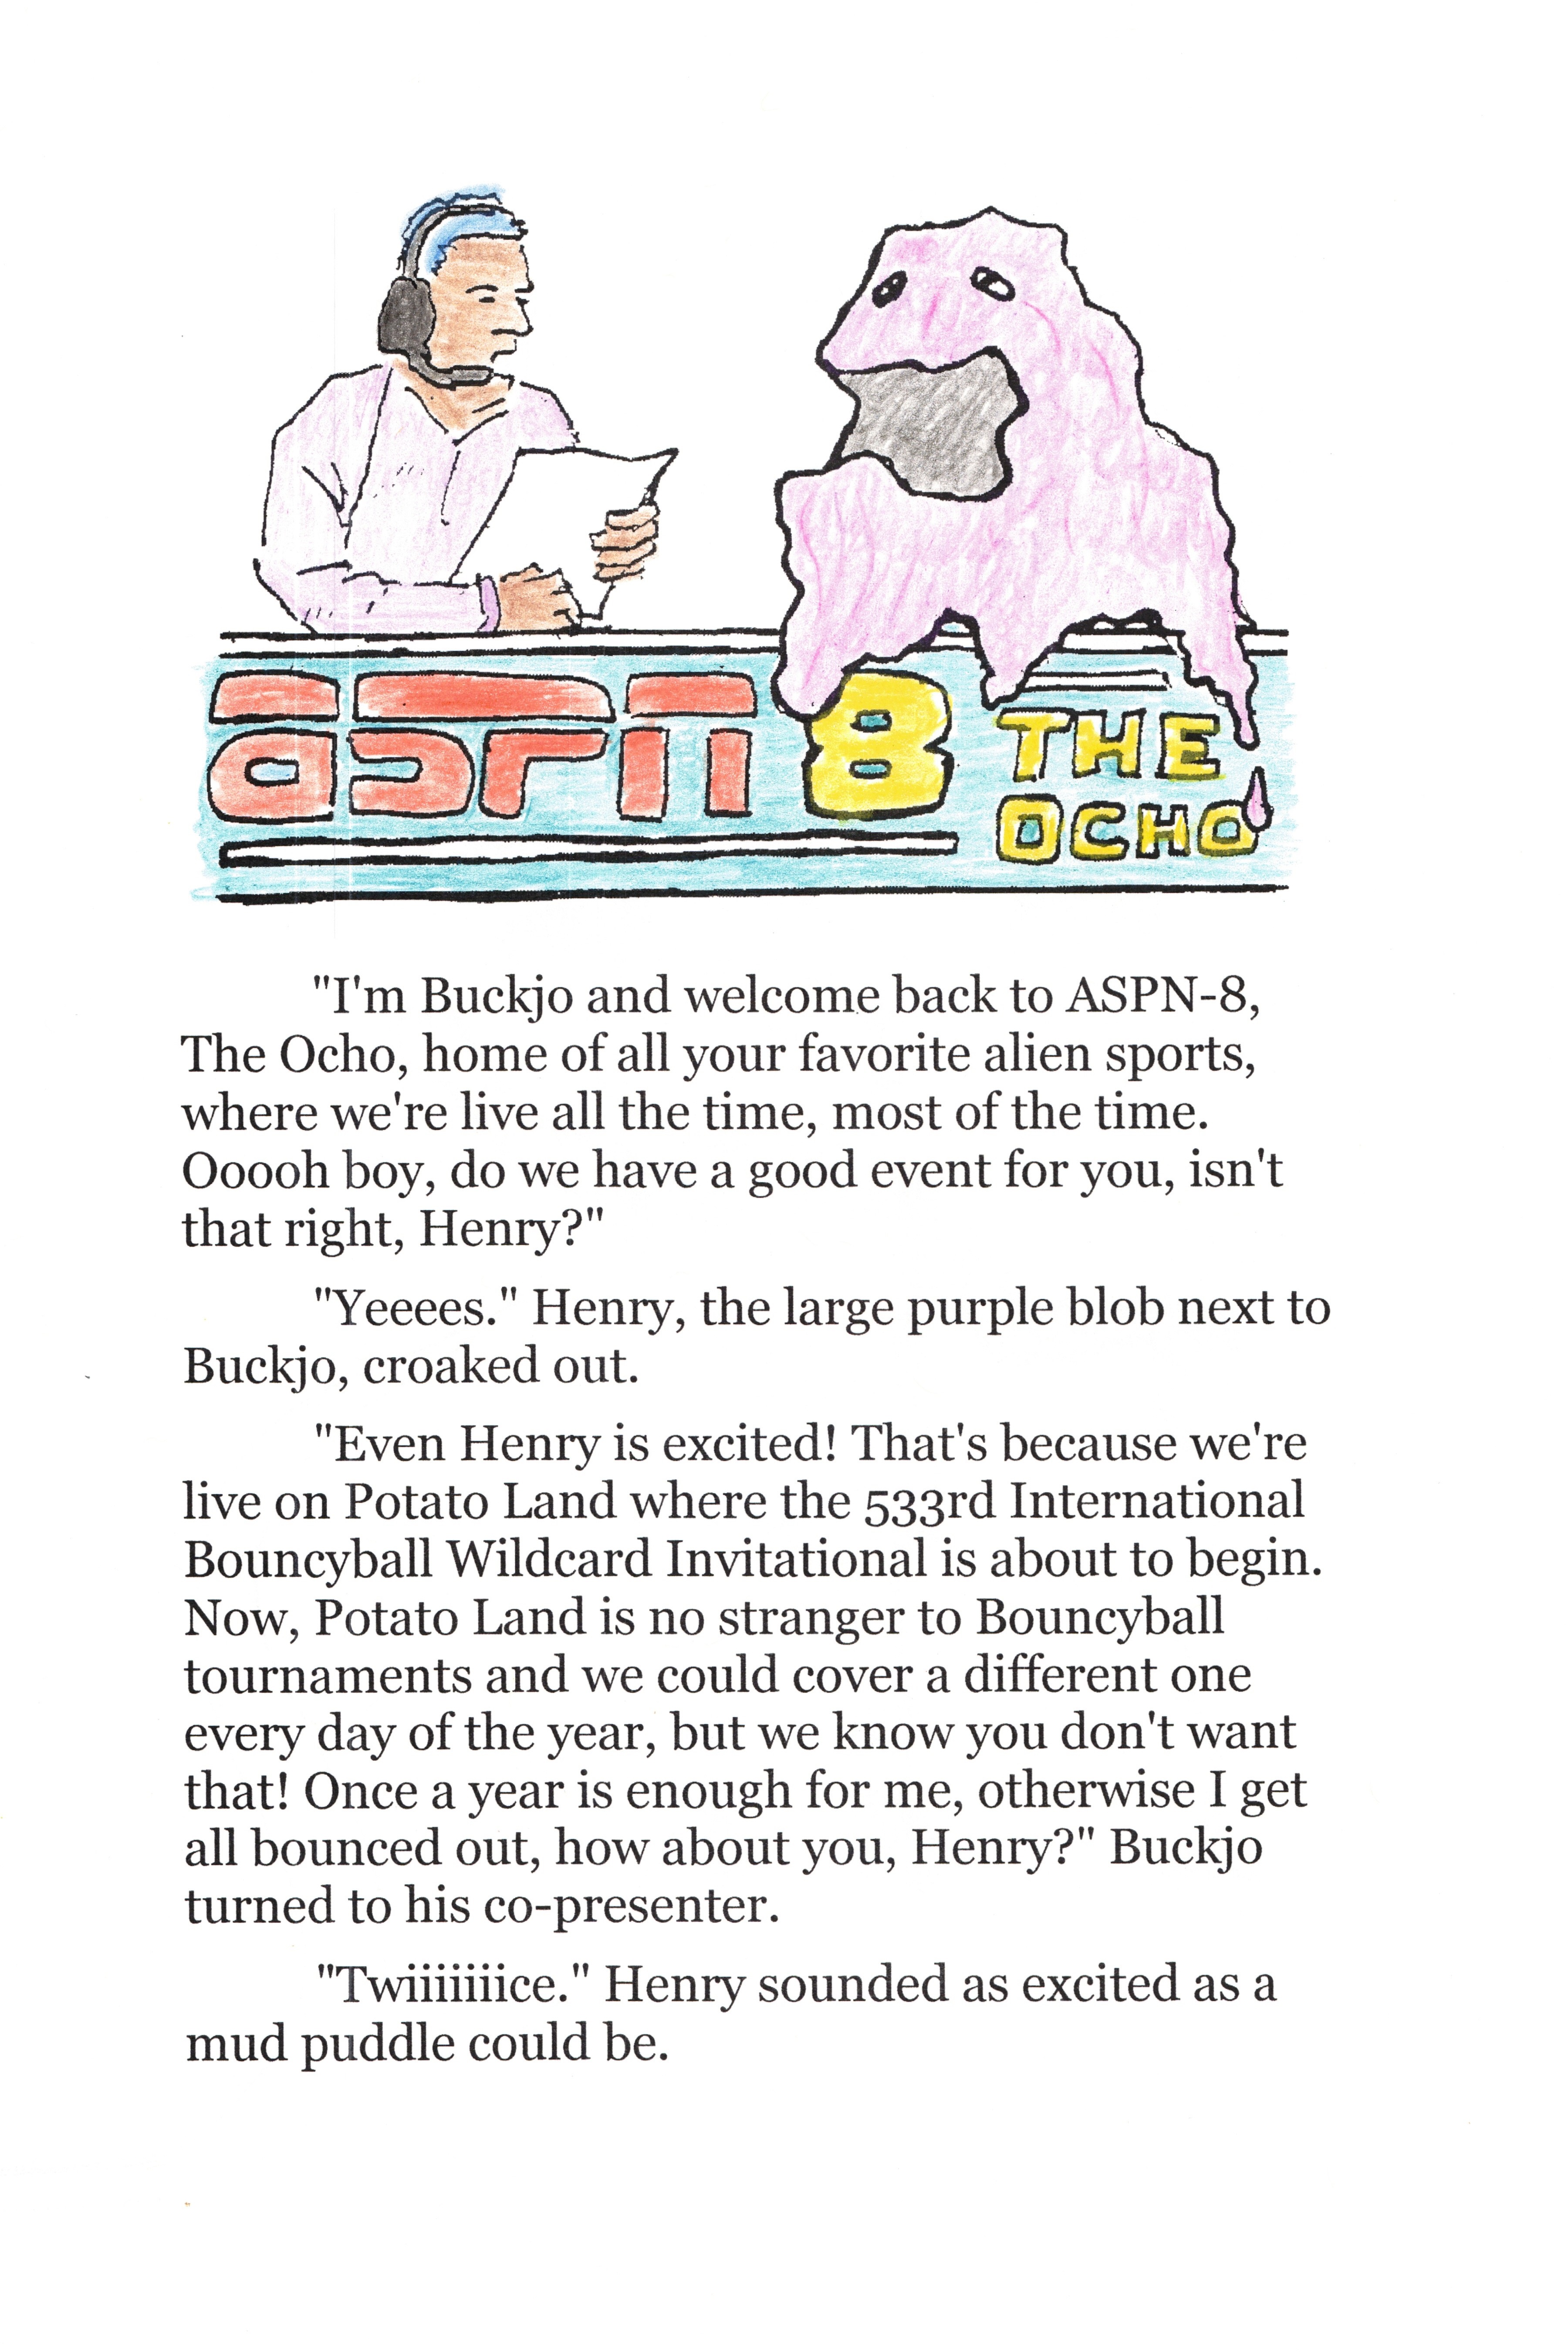 aspn 8 THE
OCHO
"I'm Buckjo and welcome back to ASPN-8,
The Ocho, home of all your favorite alien sports,
where we're live all the time, most of the time.
Ooooh boy, do we have a good event for you, isn't
that right, Henry?"
"Yeeees." Henry, the large purple blob next to
Buckjo, croaked out.
"Even Henry is excited! That's because we're
live on Potato Land where the 533rd International
Bouncyball Wildcard Invitational is about to begin.
Now, Potato Land is no stranger to Bouncyball
tournaments and we could cover a different one
every day of the year, but we know you don't want
that! Once a year is enough for me, otherwise I get
all bounced out, how about you, Henry?" Buckjo
turned to his co-presenter.
"Twiiiiiiice." Henry sounded as excited as a
mud puddle could be.